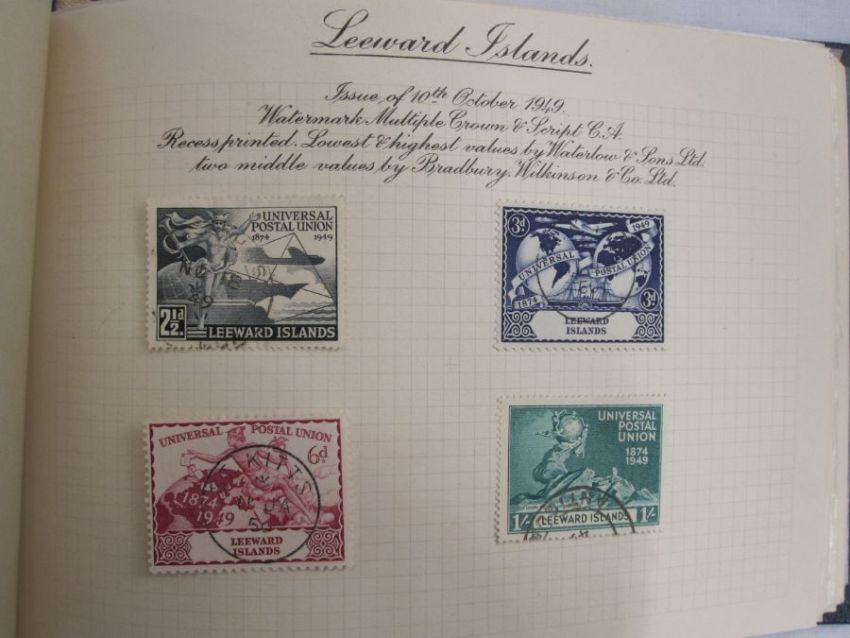 Leeward Islands.
Issue of 10th October 1949.
Watermark Multiple Crown & Script C.A.
Recess printed. Lowest & highest values by Waterlow & Sons Ltd.
two middle values by Bradbury, Wilkinson & Co. Ltd.
UNIVERSAL
POSTAL UNION
1874 1949
2½d.
LEEWARD ISLANDS
3d 1949
UNIVERSAL POSTAL UNION
1874 3d
LEEWARD
ISLANDS
UNIVERSAL POSTAL UNION
6d
KITTS
1874
1949
LEEWARD
ISLANDS
UNIVERSAL
POSTAL
UNION
1874
1949
1/- LEEWARD ISLANDS 1/-